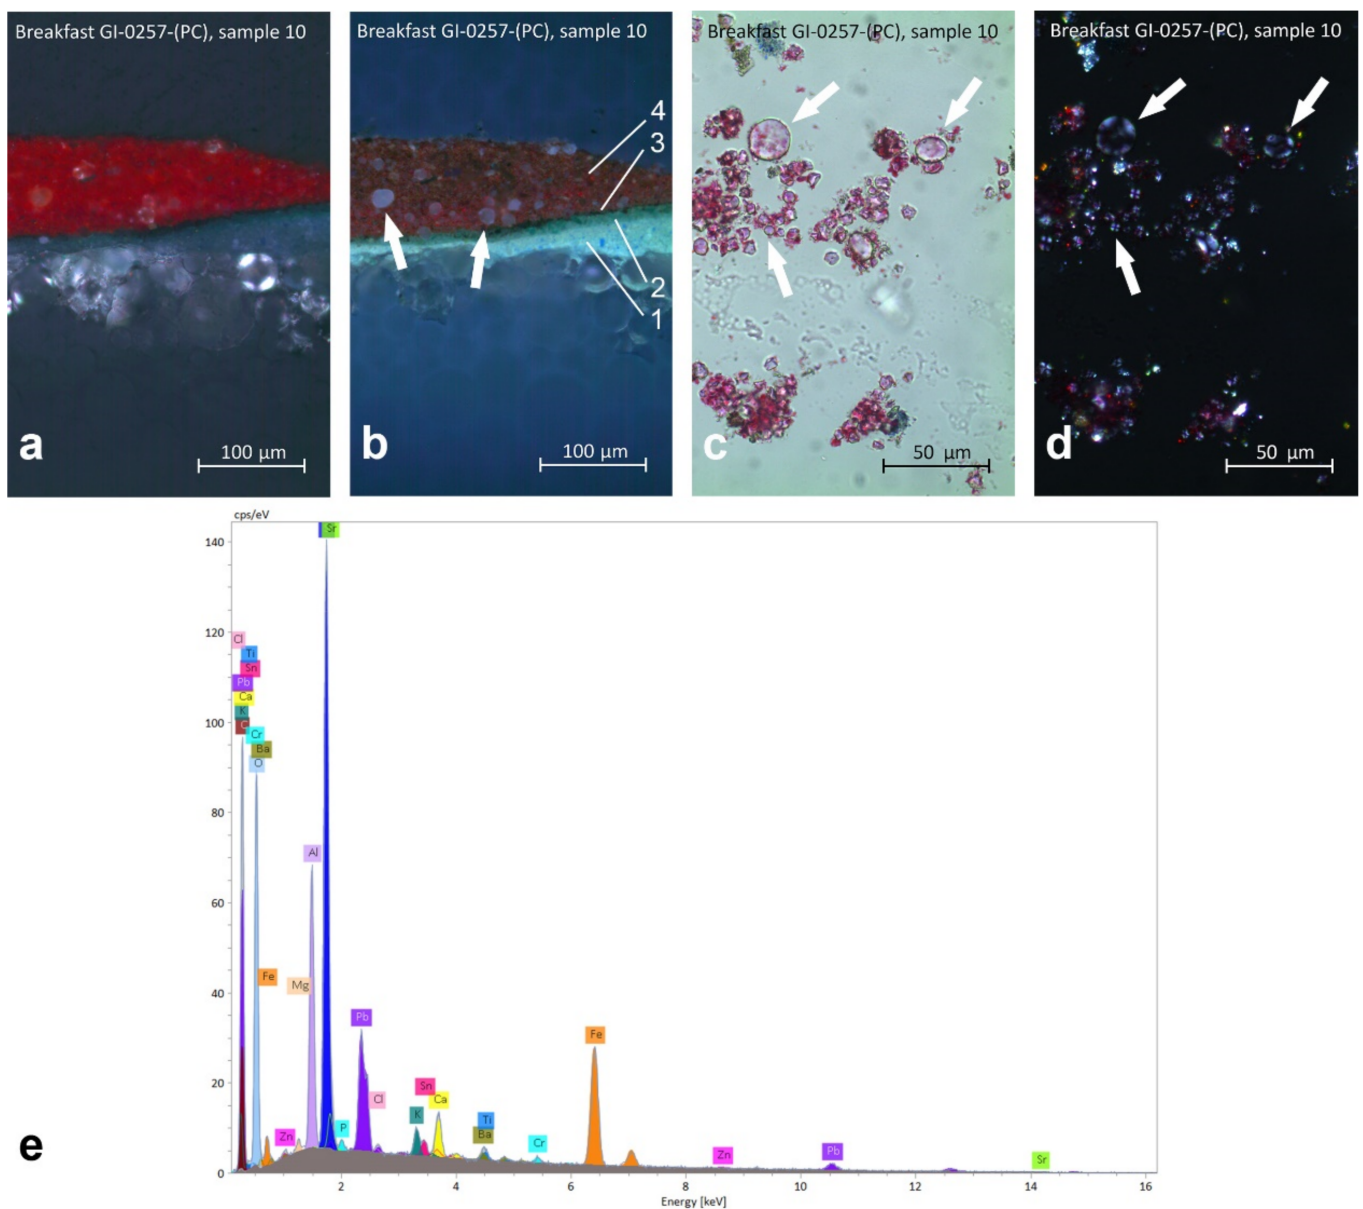 Breakfast GI-0257-(PC), sample 10
Breakfast GI-0257-(PC), sample 10
Breakfast GI-0257-(PC), sample 10
Breakfast GI-0257-(PC), sample 10
4
3
2
1
a
100 μm
b
100 μm
c
50 μm
d
50 μm
cps/eV
140
120
100
80
60
40
20
0
Sr
Cl
Ti
Sn
Pb
Ca
K
C
Cr
Ba
O
Al
Fe
Mg
Pb
Fe
Zn
P
Cl
K
Sn
Ca
Ti
Ba
Cr
Zn
Pb
Sr
2
4
6
8
10
12
14
16
Energy [keV]
e